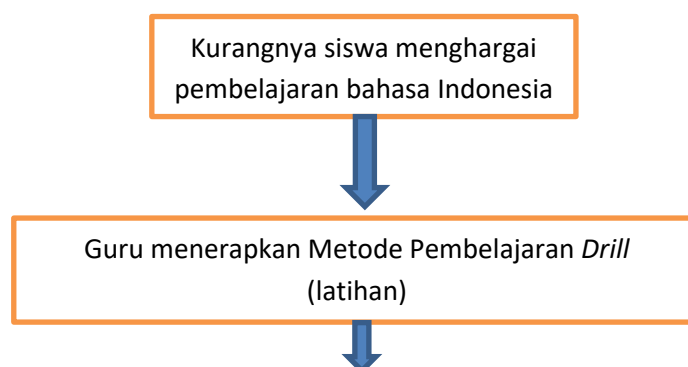 Kurangnya siswa menghargai
pembelajaran bahasa Indonesia
Guru menerapkan Metode Pembelajaran Drill
(latihan)